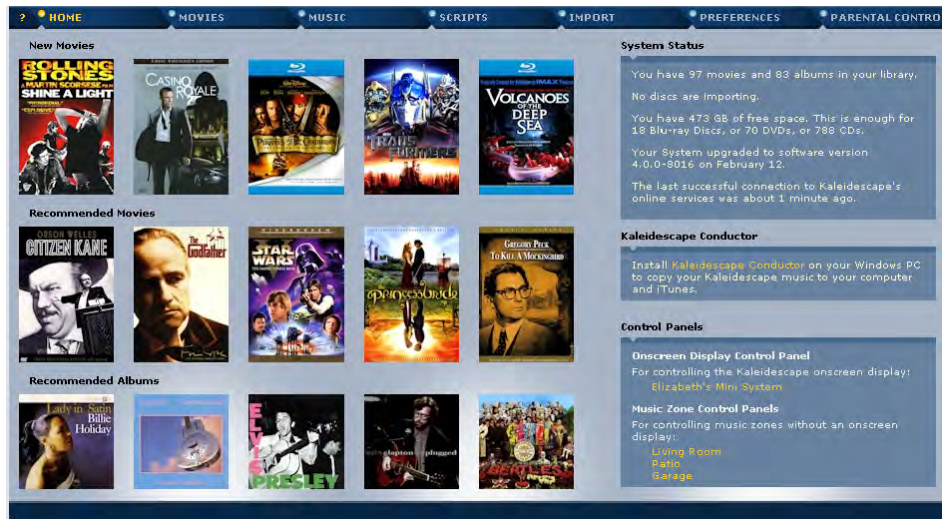 ? HOME MOVIES MUSIC SCRIPTS IMPORT PREFERENCES PARENTAL CONTRO
New Movies
ROLLING
STONES
A MARTIN SCORSESE FILM
SHINE A LIGHT
CASINO
ROYALE
TRANSFORMERS
VOLCANOES
OF THE
DEEP
SEA
Recommended Movies
ORSON WELLES
CITIZEN KANE
The
Godfather
WIDESCREEN
STAR
WARS
the princess bride
GREGORY PECK
TO KILL A MOCKINGBIRD
Recommended Albums
Lady in Satin
Billie
Holiday
ELVIS
PRESLEY
eric clapton unplugged
BEATLES
System Status
You have 97 movies and 83 albums in your library.
No discs are importing.
You have 473 GB of free space. This is enough for
18 Blu-ray Discs, or 70 DVDs, or 788 CDs.
Your System upgraded to software version
4.0.0-8016 on February 12.
The last successful connection to Kaleidescape's
online services was about 1 minute ago.
Kaleidescape Conductor
Install Kaleidescape Conductor on your Windows PC
to copy your Kaleidescape music to your computer
and iTunes.
Control Panels
Onscreen Display Control Panel
For controlling the Kaleidescape onscreen display:
Elizabeth's Mini System
Music Zone Control Panels
For controlling music zones without an onscreen
display:
Living Room
Patio
Garage